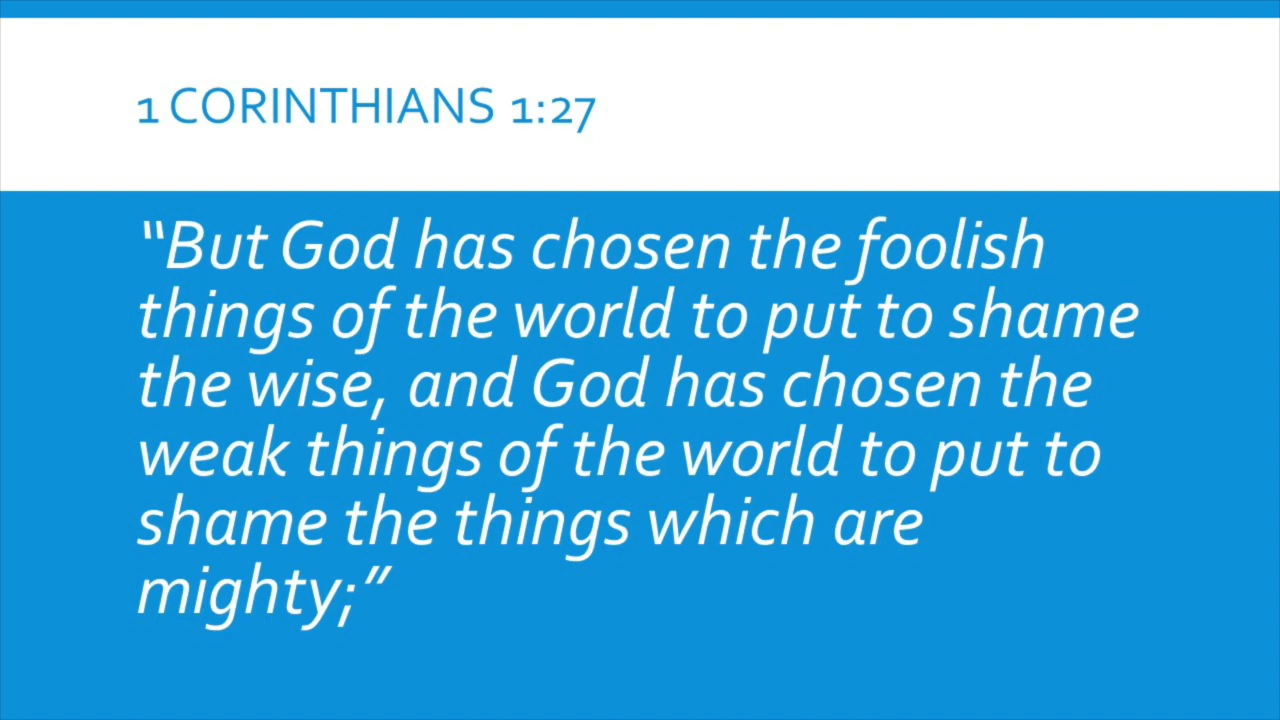 1 CORINTHIANS 1:27
“But God has chosen the foolish
things of the world to put to shame
the wise, and God has chosen the
weak things of the world to put to
shame the things which are
mighty;”